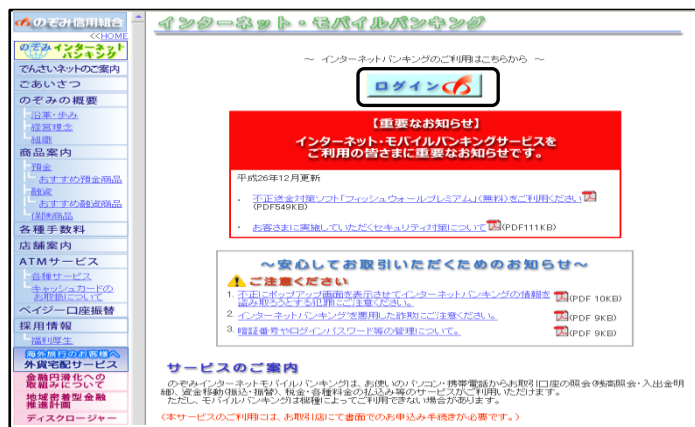 のぞみ信用組合
<<HOME
のぞみ インターネット
バンキング
でんさいネットのご案内
ごあいさつ
のぞみの概要
沿革・歩み
経営理念
組織
商品案内
預金
おすすめ預金商品
融資
おすすめ融資商品
保険商品
各種手数料
店舗案内
ATMサービス
各種サービス
キャッシュカードの
お取扱について
ペイジー口座振替
採用情報
福利厚生
海外旅行のお客様へ
外貨宅配サービス
金融円滑化への
取組みについて
地域密着型金融
推進計画
ディスクロージャー
インターネット・モバイルバンキング
～ インターネットバンキングのご利用はこちらから ～
ログイン
【重要なお知らせ】
インターネット・モバイルバンキングサービスを
ご利用の皆さまに重要なお知らせです。
平成26年12月更新
・ 不正送金対策ソフト「フィッシュウォールプレミアム」(無料)をご利用ください
(PDF549KB)
・ お客さまに実施していただくセキュリティ対策について (PDF111KB)
～安心してお取引いただくためのお知らせ～
ご注意ください
1. 不正にポップアップ画面を表示させてインターネットバンキングの情報を (PDF 10KB)
盗み取ろうとする犯罪にご注意ください。
2. インターネットバンキングを悪用した詐欺にご注意ください。 (PDF 9KB)
3. 暗証番号やログインパスワード等の管理について。 (PDF 9KB)
サービスのご案内
のぞみインターネットモバイルバンキングは、お使いのパソコン・携帯電話からお取引口座の照会(残高照会・入出金明
細)、資金移動(振込・振替)、税金・各種料金の払込み等のサービスがご利用いただけます。
ただし、モバイルバンキングは機種によってご利用できない場合があります。
(本サービスのご利用には、お取引店にて書面でのお申込み手続きが必要です。)